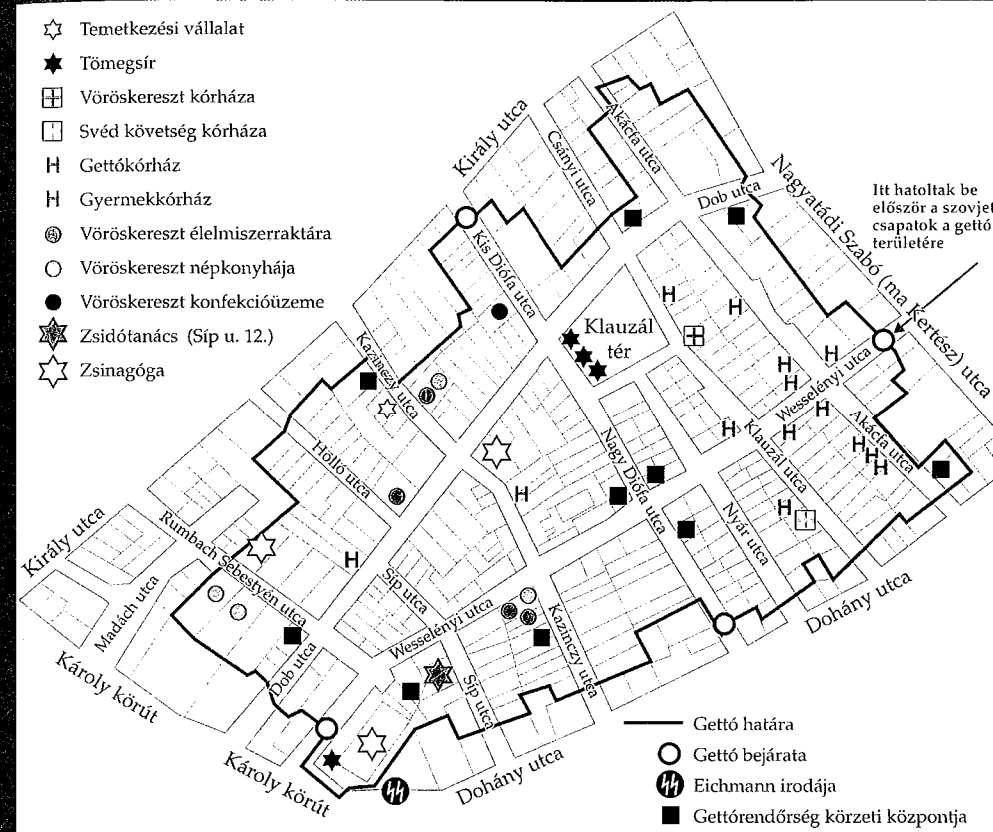 Temetkezési vállalat
Tömegsír
Vöröskereszt kórháza
Svéd követség kórháza
H Gettókórház
H Gyermekkórház
Vöröskereszt élelmiszerraktára
Vöröskereszt népkonyhája
Vöröskereszt konfekcióüzeme
Zsidótanács (Síp u. 12.)
Zsinagóga
Király utca
Csányi utca
Akácfa utca
Dob utca
Nagyatádi Szabó (ma Kertész) utca
Itt hatoltak be
először a szovjet
csapatok a gettó
területére
Kis Diófa utca
Klauzál
tér
H
H
Kazinczy utca
H
H
H
Wesselényi utca
H
H
H
Klauzál utca
Akácfa utca
H
H
H
Nagy Diófa utca
Holló utca
H
H
Nyár utca
Király utca
Rumbach Sebestyén utca
H
Madách utca
Síp utca
Wesselényi utca
Kazinczy utca
Dohány utca
Károly körút
Dob utca
Síp utca
Károly körút
Dohány utca
Gettó határa
Gettó bejárata
Eichmann irodája
Gettórendőrség körzeti központja